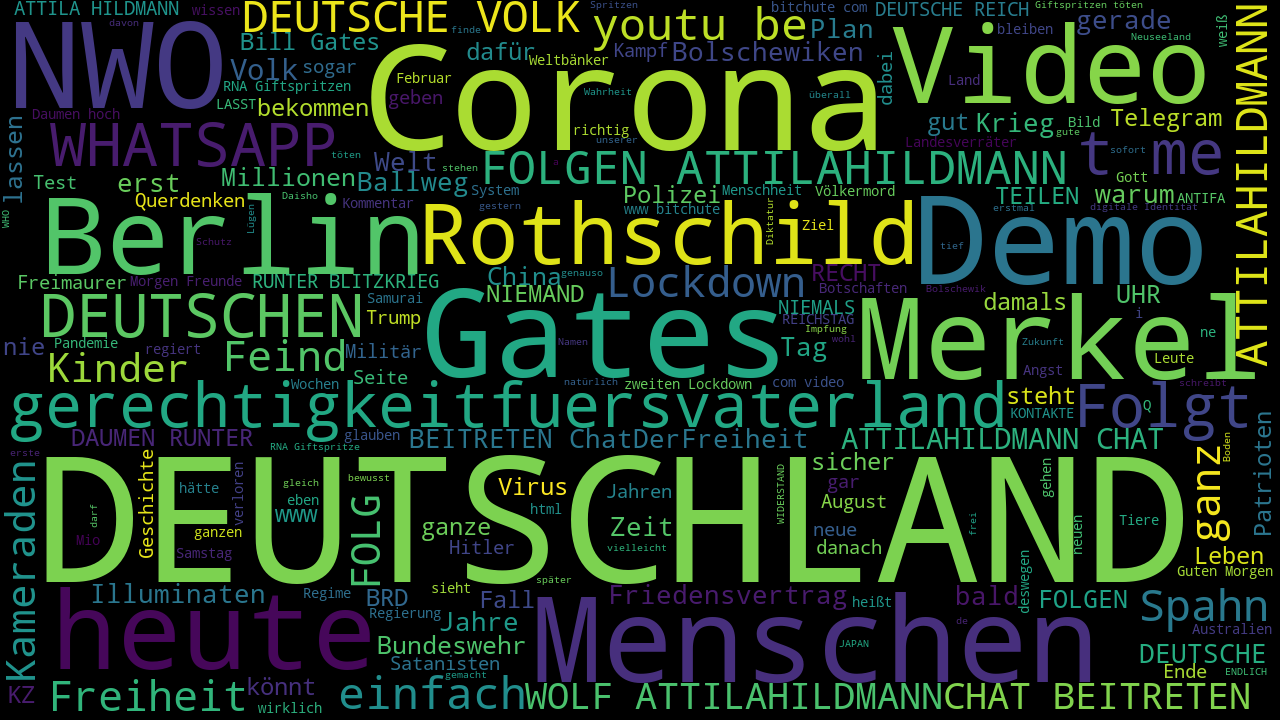 ATTILA HILDMANN wissen DEUTSCHE VOLK Spritzen bitchute com DEUTSCHE REICH Giftspritzen töten
davon finde youtu be Plan gerade weiß
NWO Bill Gates dafür Weltbänker Kampf Bolschewiken bleiben Neuseeland
Volk sogar Corona dabei Video ATTILAHILDMANN
RNA Giftspritzen Februar Wahrheit überall Land
LASST bekommen geben
Daumen hoch richtig gut Krieg Bild Telegram
WHATSAPP unserer Landesverräter gute
lassen töten Welt stehen FOLGEN ATTILAHILDMANN a t me sofort
Test erst Millionen Ballweg System Polizei Menschheit Völkermord Gott
Querdenken Daisho Kommentar gestern www bitchute TEILEN warum ANTIFA
WHO Berlin Lügen Rothschild Diktatur Ziel erstmal digitale Identität
Schutz Demo tief
Freimaurer Morgen Freunde RUNTER BLITZKRIEG China genauso Lockdown RECHT Botschaften Bolschewik
DEUTSCHEN Samurai NIEMAND NIEMALS damals UHR
Trump Gates REICHSTAG Merkel i ne
nie Pandemie regiert Feind Militär Namen Impfung wohl Tag Zukunft Leute
Kinder Wochen Seite natürlich zweiten Lockdown com video Angst schreibt
gerechtigkeitfuersvaterland steht KONTAKTE Q Folgt
DAUMEN RUNTER glauben BEITRETEN ChatDerFreiheit ATTILAHILDMANN CHAT Patrioten
erste RNA Giftspritze Boden
Kameraden DEUTSCHLAND Geschichte hätte gleich bewusst Virus Jahren WIDERSTAND sicher gehen ganz
verloren eben html gar
darf WWW FOLG ganze Zeit August frei Tiere
Mio ganzen Hitler vielleicht neue neuen
Samstag danach Leben
später Guten Morgen
Illuminaten Regime BRD sieht Fall Friedensvertrag heißt bald deswegen FOLGEN Spahn
heute Regierung Jahre Menschen de Australien
Bundeswehr JAPAN DEUTSCHE
Satanisten gemacht Ende ENDLICH
KZ Freiheit könnt wirklich einfach WOLF ATTILAHILDMANN CHAT BEITRETEN